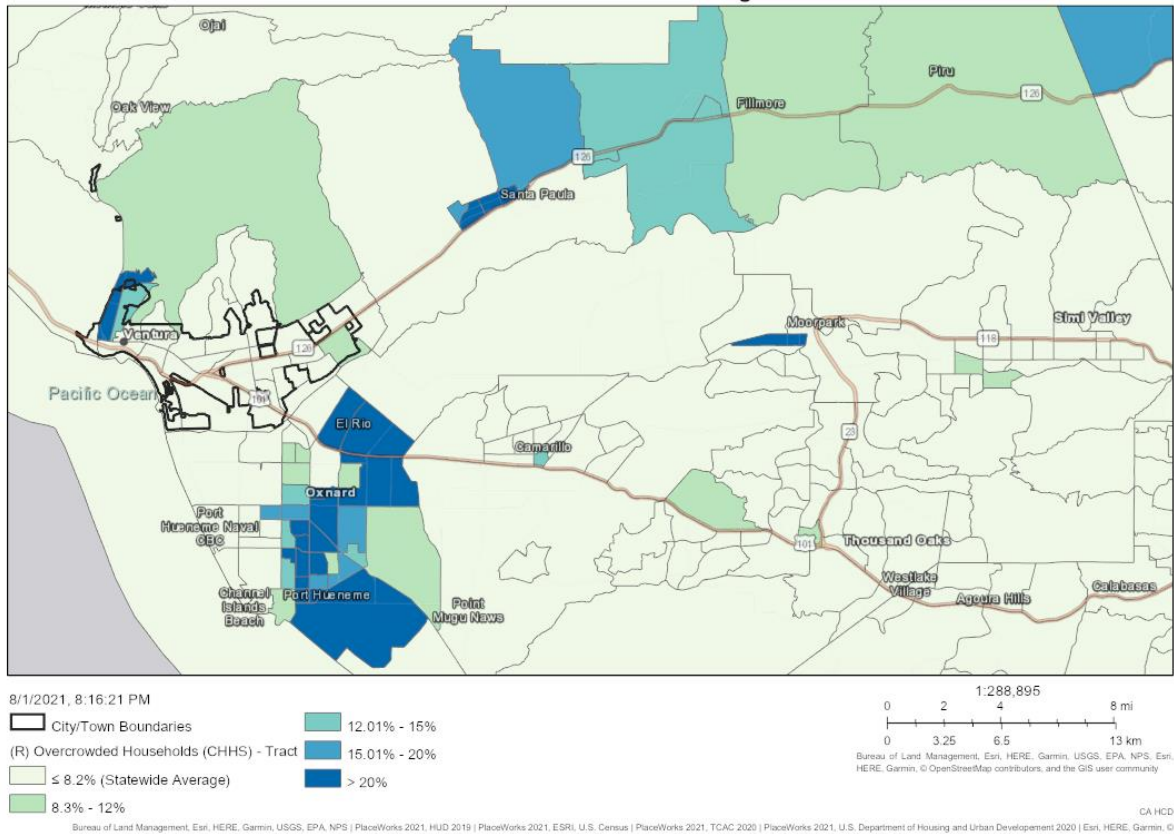 Ojai
Piru
Oak View
Fillmore
126
126
Santa Paula
Moorpark
Simi Valley
Ventura
118
126
Pacific Ocean
101
El Rio
23
Camarillo
Oxnard
Port
Hueneme Naval
CBC
101
Thousand Oaks
Westlake
Village
Calabasas
Agoura Hills
Channel
Islands
Beach
Port Hueneme
Point
Mugu Naws
8/1/2021, 8:16:21 PM
City/Town Boundaries
(R) Overcrowded Households (CHHS) - Tract
≤ 8.2% (Statewide Average)
8.3% - 12%
12.01% - 15%
15.01% - 20%
> 20%
1:288,895
0 2 4 8 mi
0 3.25 6.5 13 km
Bureau of Land Management, Esri, HERE, Garmin, USGS, EPA, NPS, Esri,
HERE, Garmin, © OpenStreetMap contributors, and the GIS user community
CA HCD
Bureau of Land Management, Esri, HERE, Garmin, USGS, EPA, NPS | PlaceWorks 2021, HUD 2019 | PlaceWorks 2021, ESRI, U.S. Census | PlaceWorks 2021, TCAC 2020 | PlaceWorks 2021, U.S. Department of Housing and Urban Developement 2020 | Esri, HERE, Garmin, ©